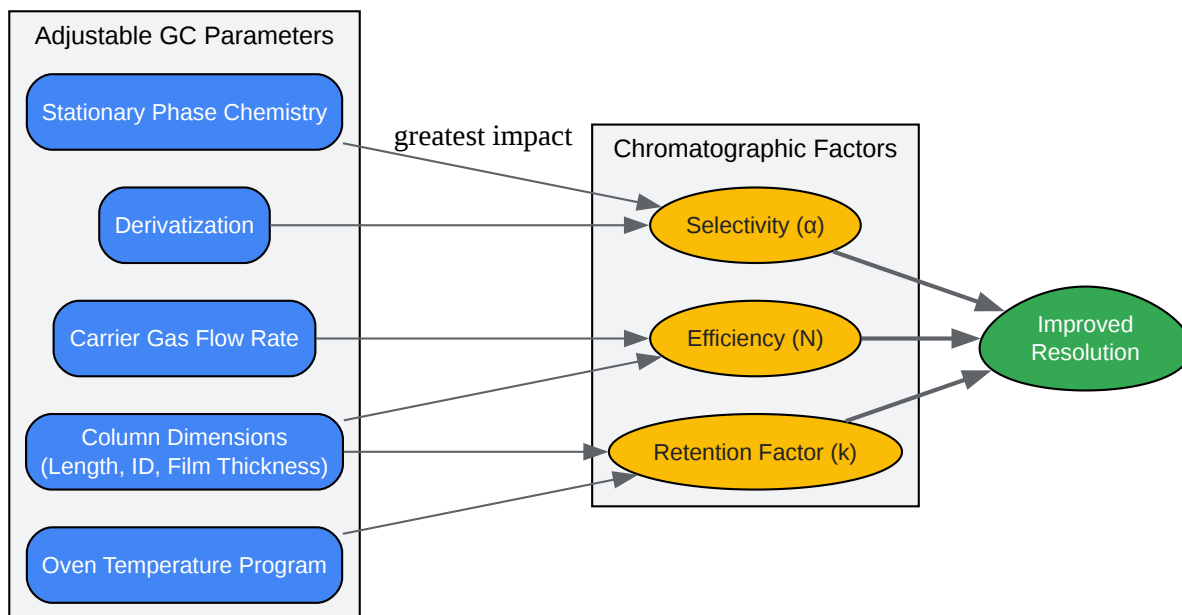 Adjustable GC Parameters
Stationary Phase Chemistry
greatest impact
Chromatographic Factors
Derivatization
Selectivity (α)
Carrier Gas Flow Rate
Efficiency (N)
Improved
Resolution
Column Dimensions
(Length, ID, Film Thickness)
Retention Factor (k)
Oven Temperature Program